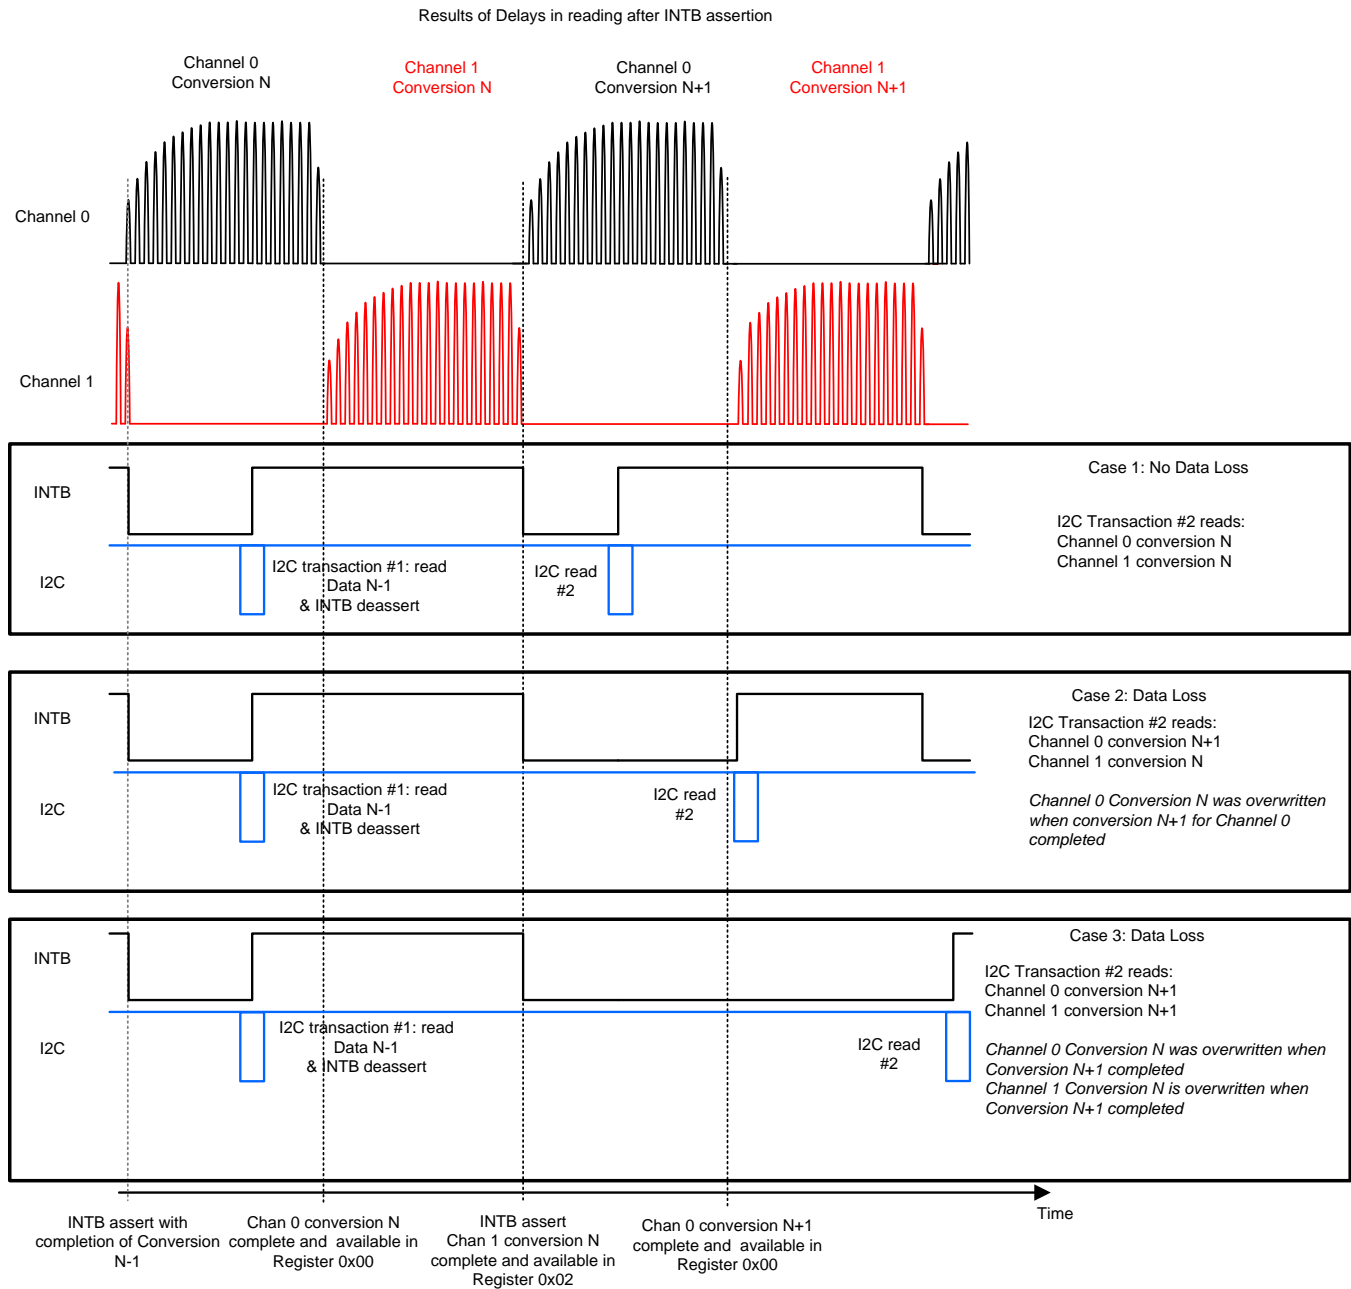 Results of Delays in reading after INTB assertion
Channel 0
Conversion N
Channel 1
Conversion N
Channel 0
Conversion N+1
Channel 1
Conversion N+1
Channel 0
Channel 1
Case 1: No Data Loss
INTB
I2C Transaction #2 reads:
Channel 0 conversion N
Channel 1 conversion N
I2C
I2C transaction #1: read
Data N-1
& INTB deassert
I2C read
#2
Case 2: Data Loss
INTB
I2C Transaction #2 reads:
Channel 0 conversion N+1
Channel 1 conversion N
Channel 0 Conversion N was overwritten
when conversion N+1 for Channel 0
completed
I2C
I2C transaction #1: read
Data N-1
& INTB deassert
I2C read
#2
Case 3: Data Loss
INTB
I2C Transaction #2 reads:
Channel 0 conversion N+1
Channel 1 conversion N+1
Channel 0 Conversion N was overwritten when
Conversion N+1 completed
Channel 1 Conversion N is overwritten when
Conversion N+1 completed
I2C
I2C transaction #1: read
Data N-1
& INTB deassert
I2C read
#2
Time
INTB assert with
completion of Conversion
N-1
Chan 0 conversion N
complete and available in
Register 0x00
INTB assert
Chan 1 conversion N
complete and available in
Register 0x02
Chan 0 conversion N+1
complete and available in
Register 0x00